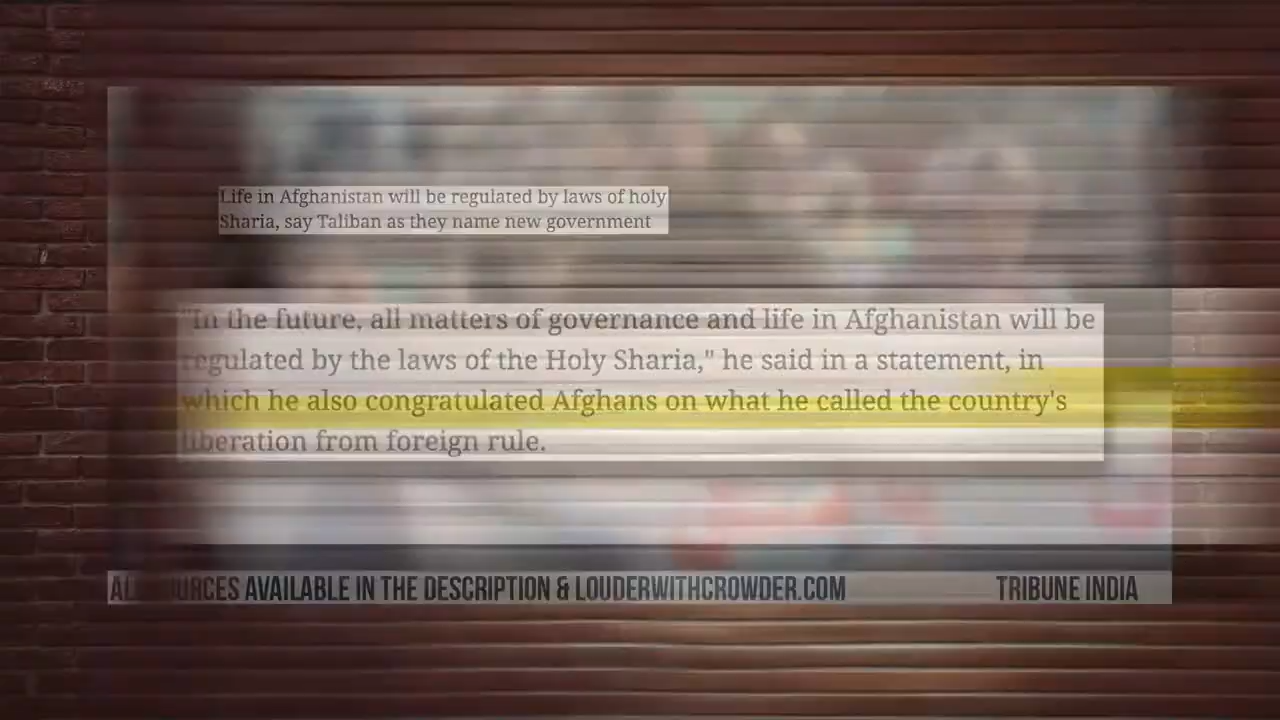 Life in Afghanistan will be regulated by laws of holy
Sharia, say Taliban as they name new government
"In the future, all matters of governance and life in Afghanistan will be
regulated by the laws of the Holy Sharia," he said in a statement, in
which he also congratulated Afghans on what he called the country's
liberation from foreign rule.
ALL SOURCES AVAILABLE IN THE DESCRIPTION & LOUDERWITHCROWDER.COM
TRIBUNE INDIA